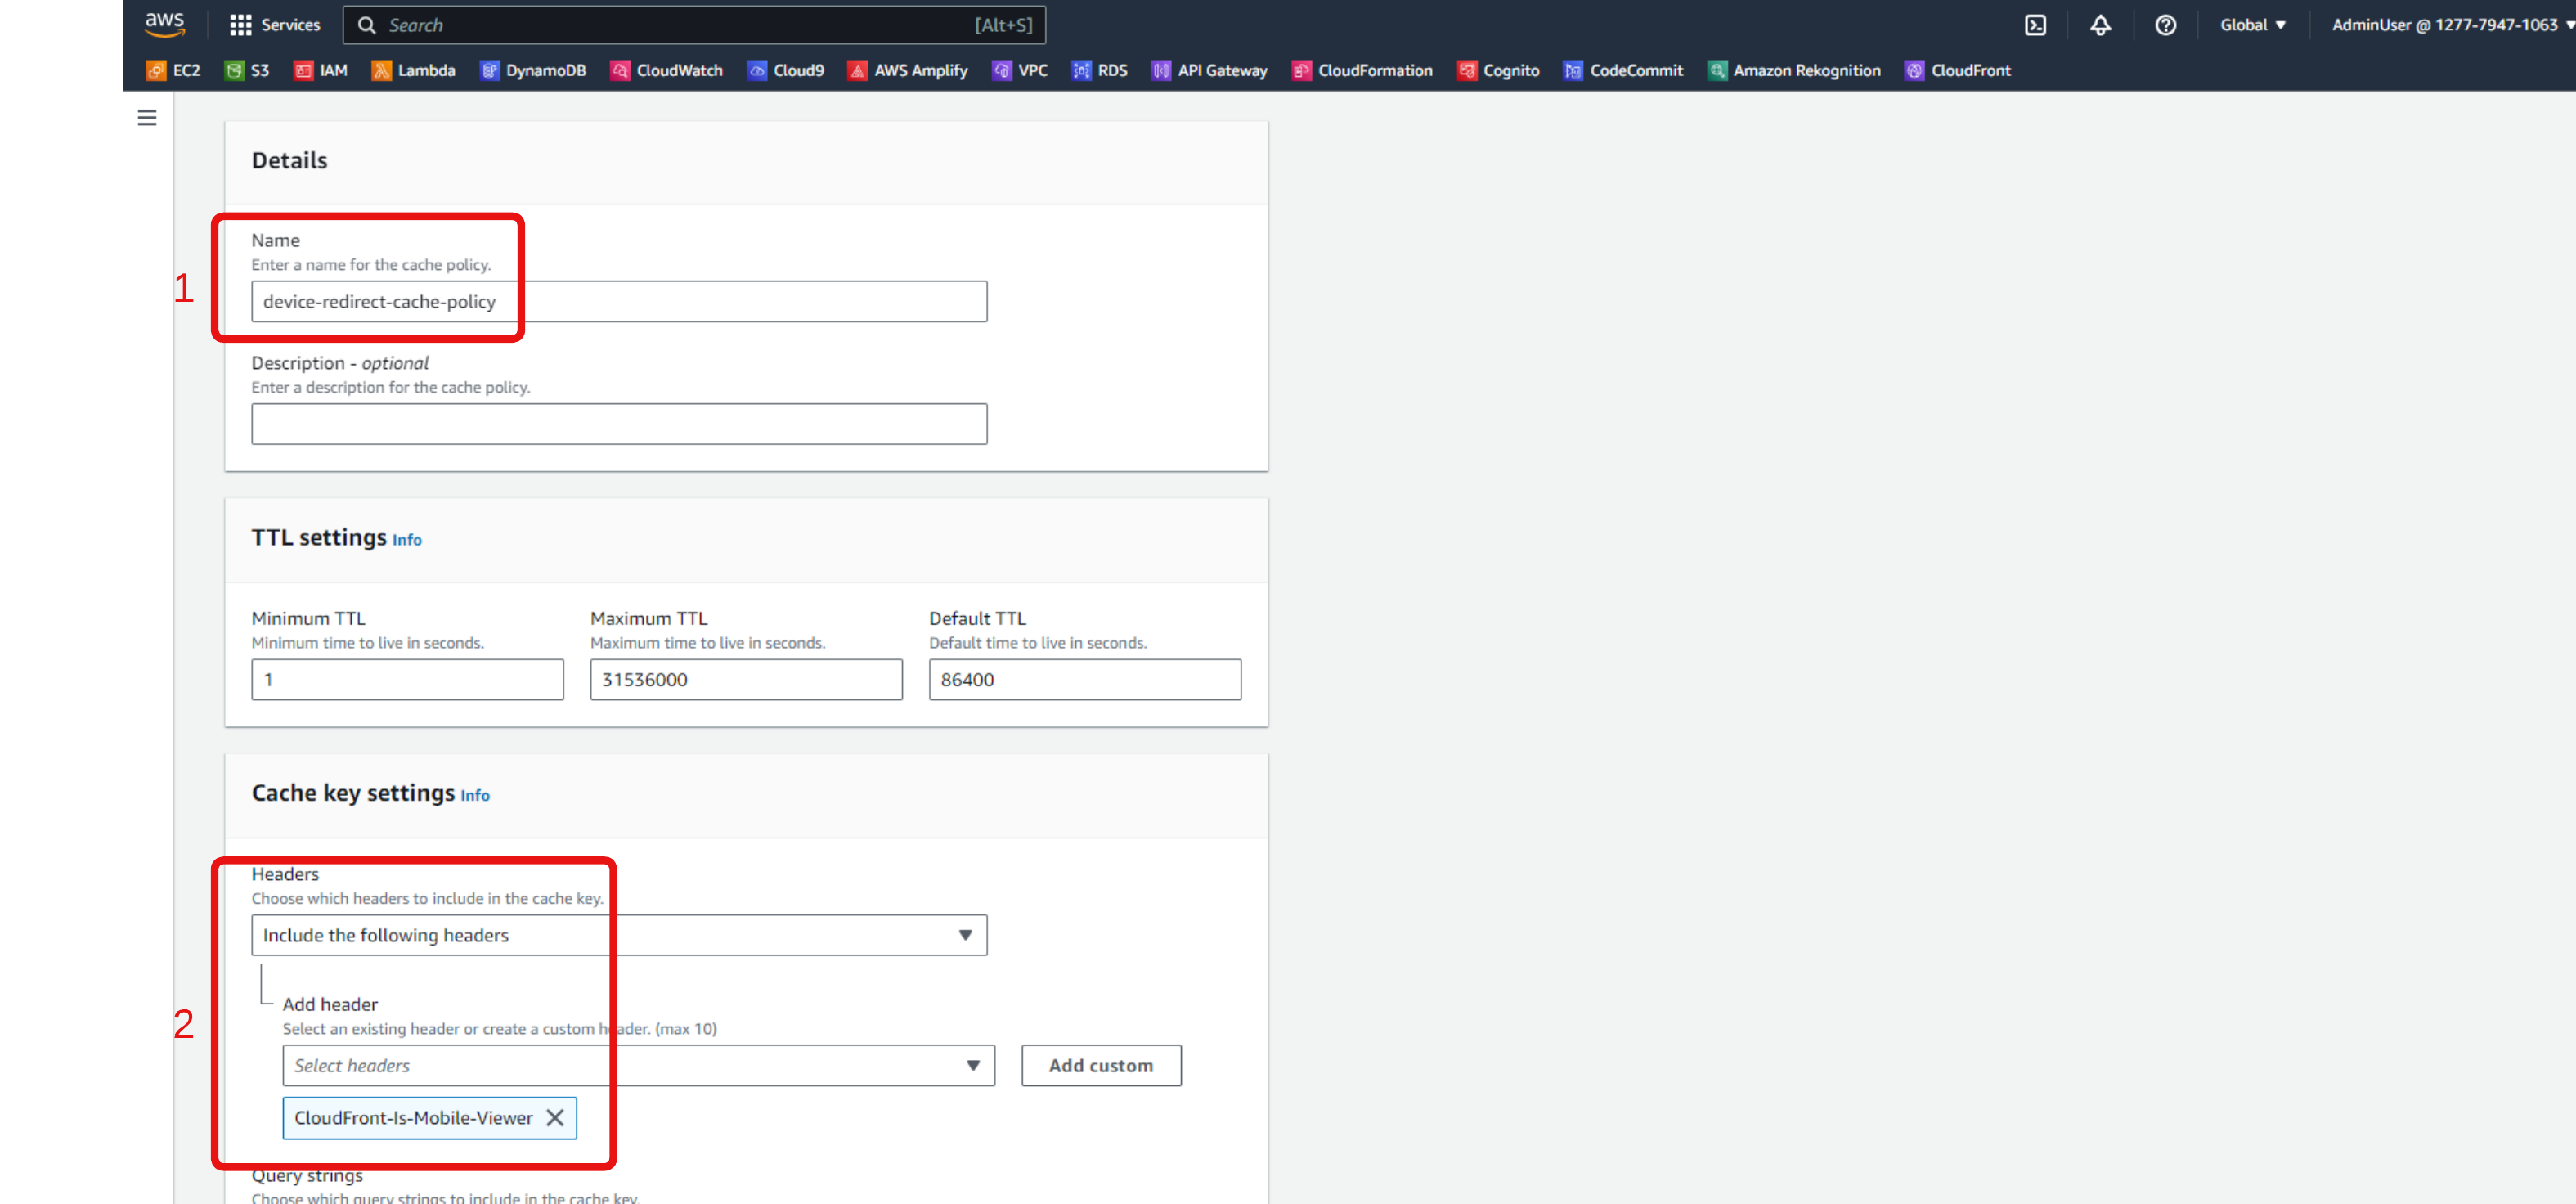 aws Services Search [Alt+S] Global ▼ AdminUser @ 1277-7947-1063 ▼
EC2 S3 IAM Lambda DynamoDB CloudWatch Cloud9 AWS Amplify VPC RDS API Gateway CloudFormation Cognito CodeCommit Amazon Rekognition CloudFront
Details
1
Name
Enter a name for the cache policy.
device-redirect-cache-policy
Description - optional
Enter a description for the cache policy.
TTL settings Info
Minimum TTL Maximum TTL Default TTL
Minimum time to live in seconds. Maximum time to live in seconds. Default time to live in seconds.
1 31536000 86400
Cache key settings Info
2
Headers
Choose which headers to include in the cache key.
Include the following headers
Add header
Select an existing header or create a custom header. (max 10)
Select headers Add custom
CloudFront-Is-Mobile-Viewer
Query strings
Choose which query strings to include in the cache key.